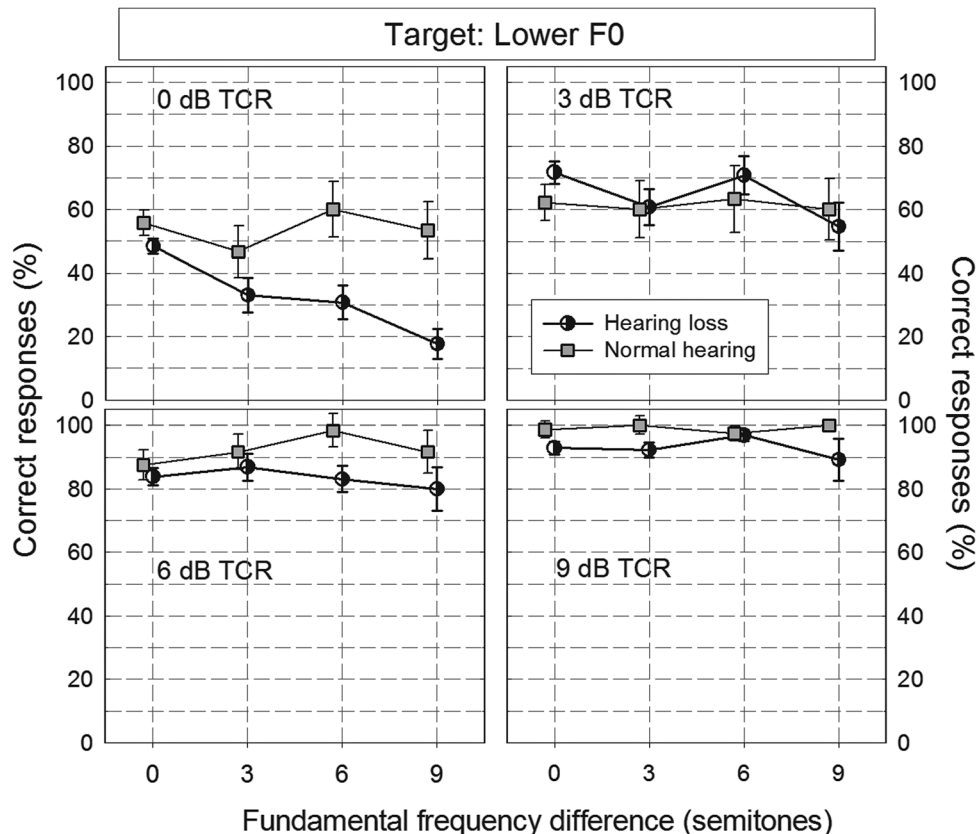 Target: Lower F0
0 dB TCR
3 dB TCR
100
80
60
40
20
0
100
80
60
40
20
0
Correct responses (%)
Correct responses (%)
Hearing loss
Normal hearing
6 dB TCR
9 dB TCR
100
80
60
40
20
0
100
80
60
40
20
0
0 3 6 9
0 3 6 9
Fundamental frequency difference (semitones)